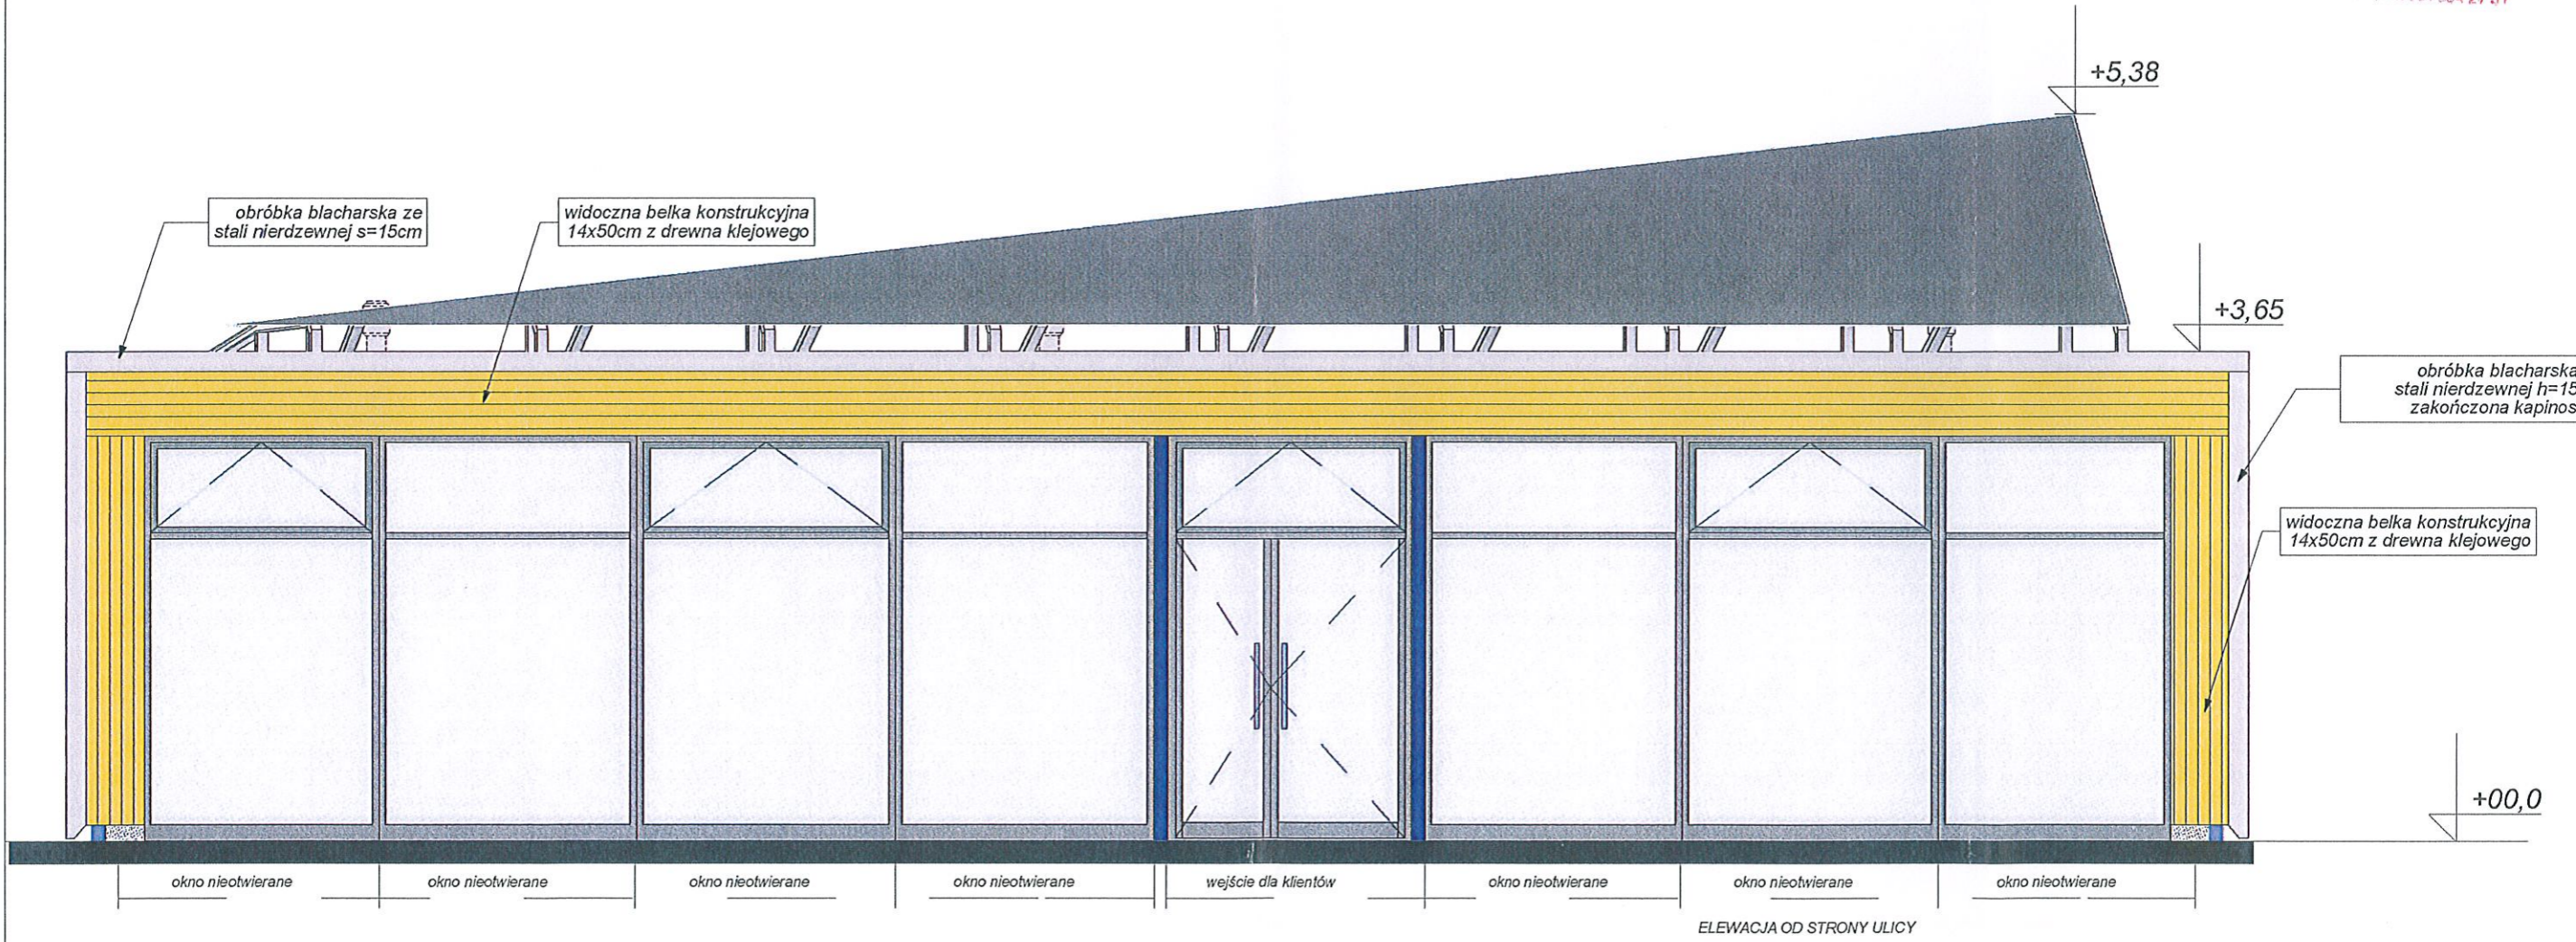 +5,38
obróbka blacharska ze
stali nierdzewnej s=15cm
widoczna belka konstrukcyjna
14x50cm z drewna klejowego
+3,65
obróbka blacharska
stali nierdzewnej h=15
zakończona kapinos
widoczna belka konstrukcyjna
14x50cm z drewna klejowego
+00,0
okno nieotwierane
okno nieotwierane
okno nieotwierane
okno nieotwierane
wejście dla klientów
okno nieotwierane
okno nieotwierane
okno nieotwierane
ELEWACJA OD STRONY ULICY